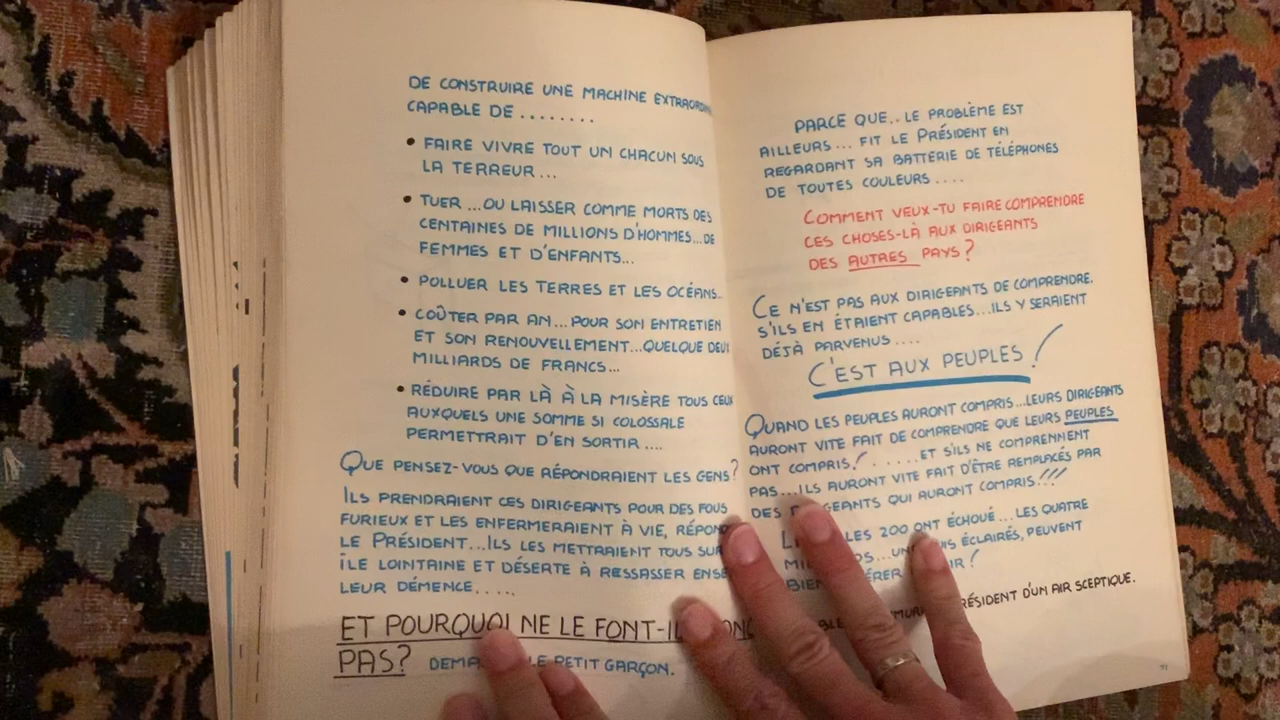 DE CONSTRUIRE UNE MACHINE
CAPABLE DE ........
• FAIRE VIVRE TOUT UN CHACUN SOUS
LA TERREUR ...
• TUER ... OU LAISSER COMME MORTS DES
CENTAINES DE MILLIONS D'HOMMES... DE
FEMMES ET D'ENFANTS...
• POLLUER LES TERRES ET LES OCÉANS...
• COÛTER PAR AN... POUR SON ENTRETIEN
ET SON RENOUVELLEMENT... QUELQUE DEUX
MILLIARDS DE FRANCS...
• RÉDUIRE PAR LÀ À LA MISÈRE TOUS CEUX
AUXQUELS UNE SOMME SI COLOSSALE
PERMETTRAIT D'EN SORTIR ....
QUE PENSEZ-VOUS QUE RÉPONDRAIENT LES GENS?
ILS PRENDRAIENT CES DIRIGEANTS POUR DES FOUS
FURIEUX ET LES ENFERMERAIENT À VIE,
LE PRÉSIDENT... ILS LES METTRAIENT TOUS SUR
ÎLE LOINTAINE ET DÉSERTE À RESSASSER
LEUR DÉMENCE.....
ET POURQUOI NE LE FONT-ILS
PAS? LE PETIT GARÇON.
PARCE QUE.. LE PROBLÈME EST
AILLEURS... FIT LE PRÉSIDENT EN
REGARDANT SA BATTERIE DE TÉLÉPHONES
DE TOUTES COULEURS ....
COMMENT VEUX-TU FAIRE COMPRENDRE
CES CHOSES-LÀ AUX DIRIGEANTS
DES AUTRES PAYS?
CE N'EST PAS AUX DIRIGEANTS DE COMPRENDRE.
S'ILS EN ÉTAIENT CAPABLES... ILS Y SERAIENT
DÉJÀ PARVENUS ....
C'EST AUX PEUPLES!
QUAND LES PEUPLES AURONT COMPRIS... LEURS DIRIGEANTS
AURONT VITE FAIT DE COMPRENDRE QUE LEURS PEUPLES
ONT COMPRIS! ...... ET S'ILS NE COMPRENNENT
PAS... ILS AURONT VITE FAIT D'ÊTRE REMPLACÉS PAR
DES DIRIGEANTS QUI AURONT COMPRIS!!!
LES 200 ONT ÉCHOUÉ... LES QUATRE
ÉCLAIRÉS, PEUVENT
BIEN
PRÉSIDENT D'UN AIR SCEPTIQUE.